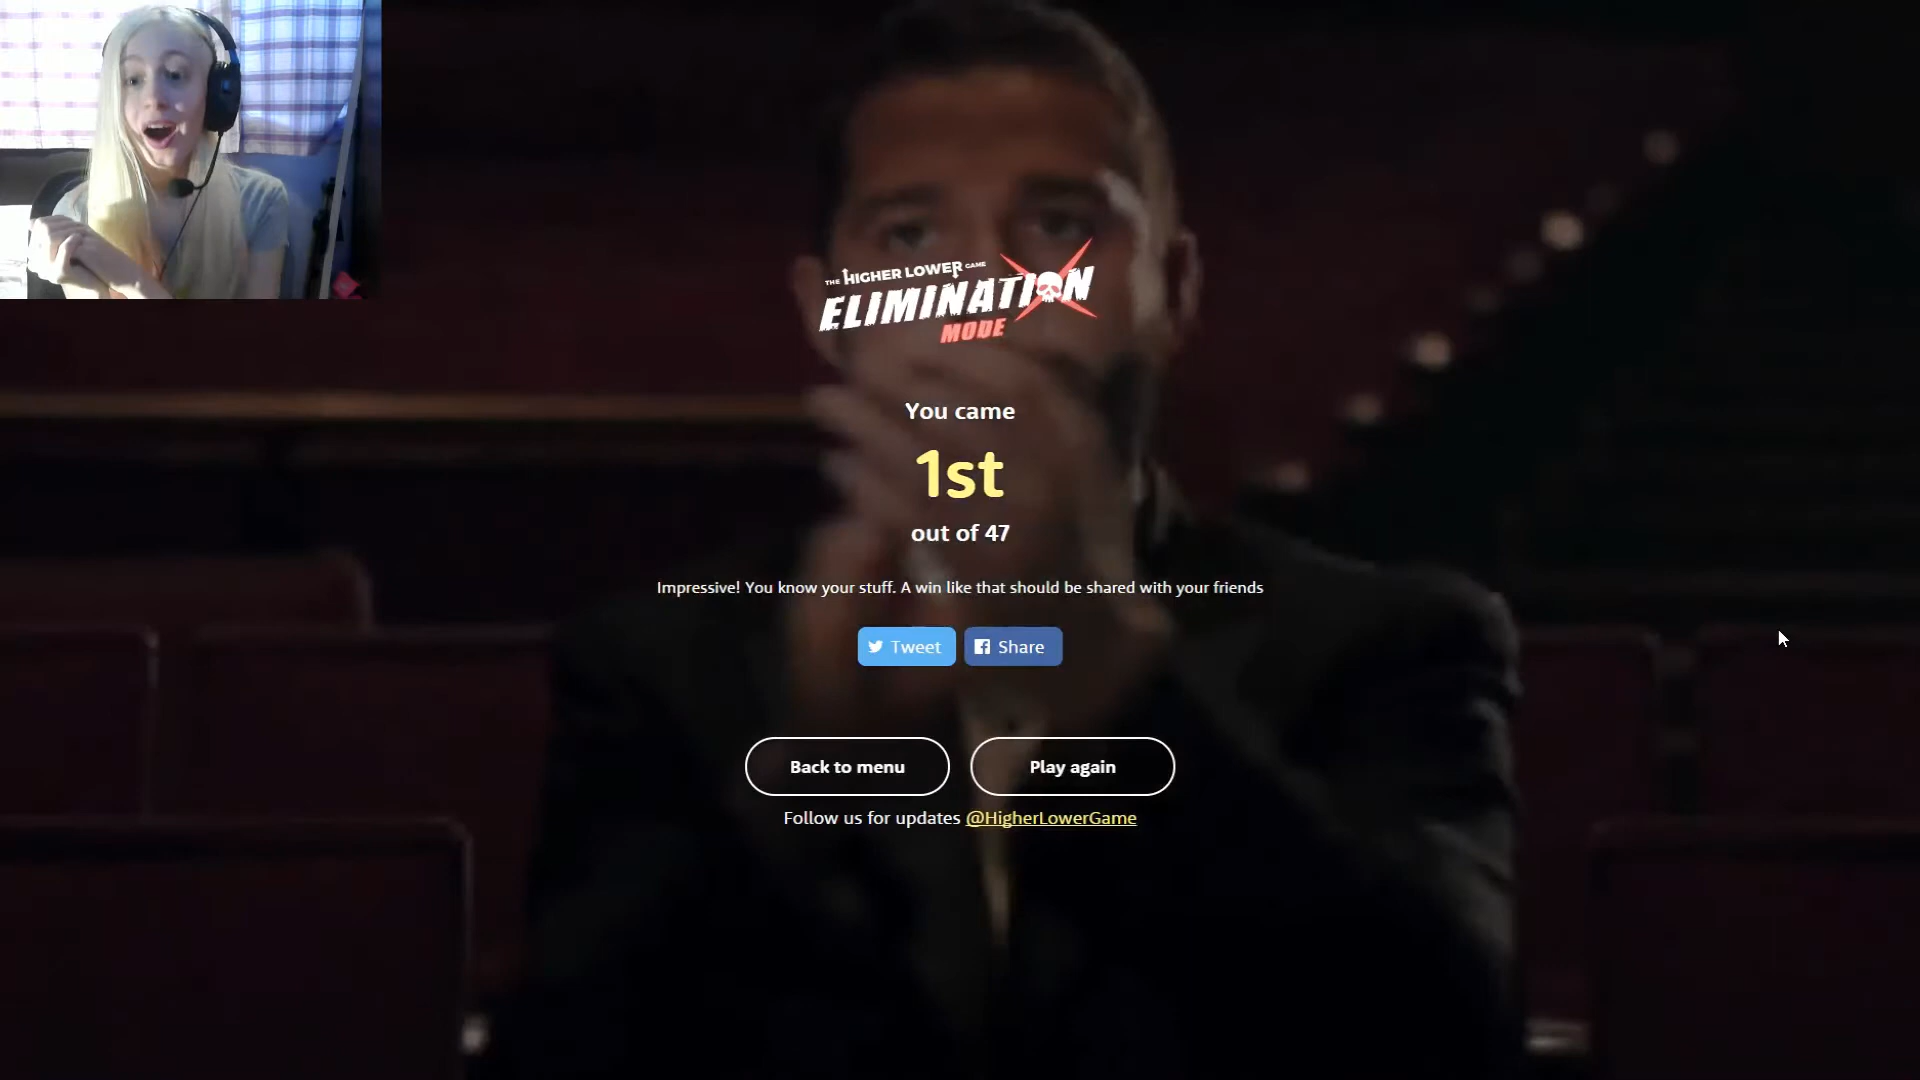 THE HIGHER LOWER GAME
ELIMINATION
MODE
You came
1st
out of 47
Impressive! You know your stuff. A win like that should be shared with your friends
Tweet Share
Back to menu Play again
Follow us for updates @HigherLowerGame